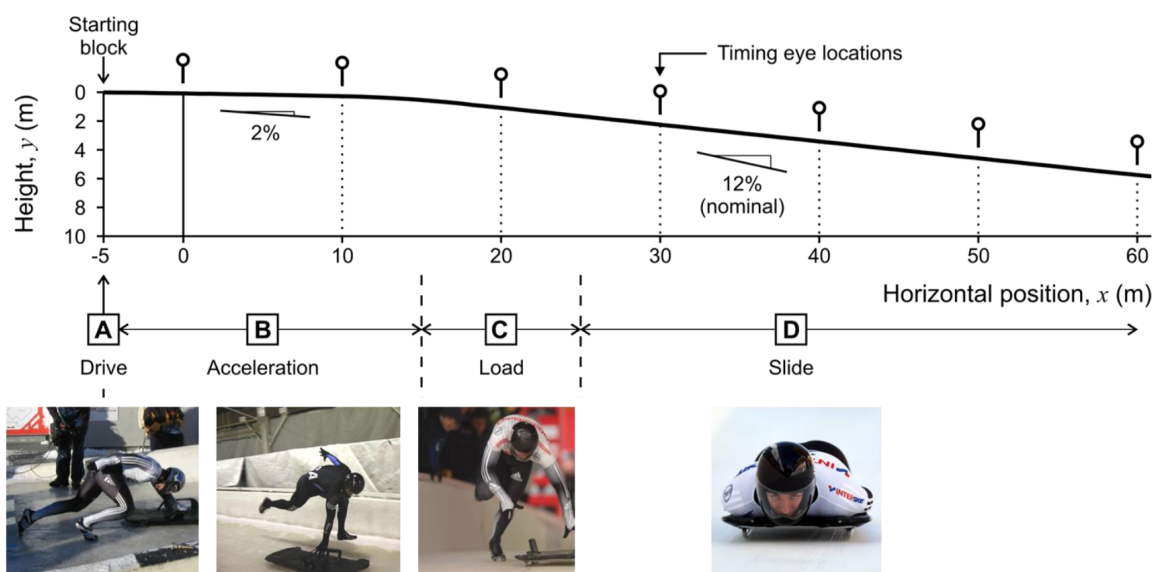 Starting
block
Timing eye locations
Height, y (m)
0
2
4
6
8
10
2%
12%
(nominal)
-5
0
10
20
30
40
50
60
Horizontal position, x (m)
A
B
C
D
Drive
Acceleration
Load
Slide
INTERSPORT